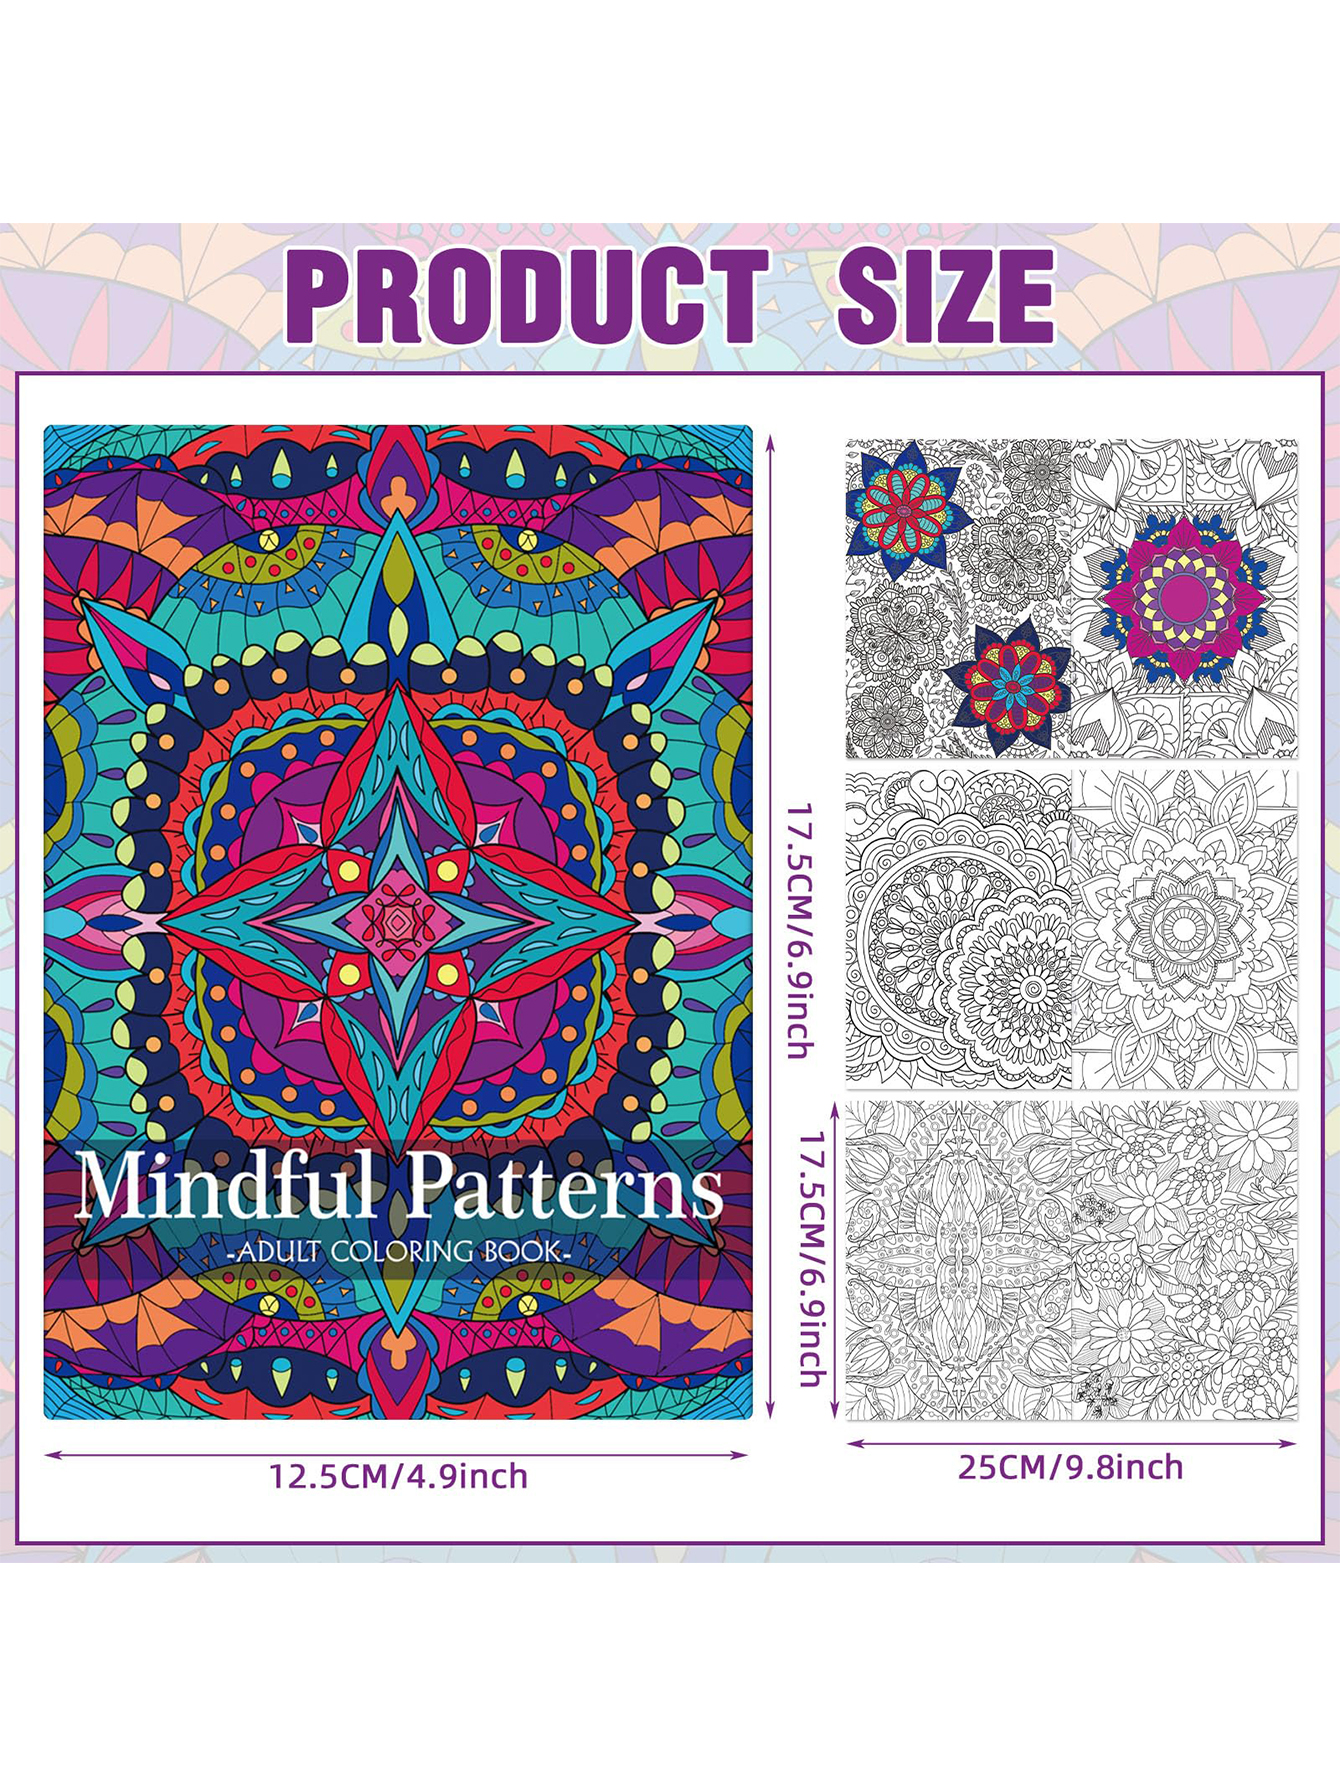 PRODUCT SIZE
Mindful Patterns
-ADULT COLORING BOOK-
17.5CM/6.9inch
12.5CM/4.9inch
17.5CM/6.9inch
25CM/9.8inch